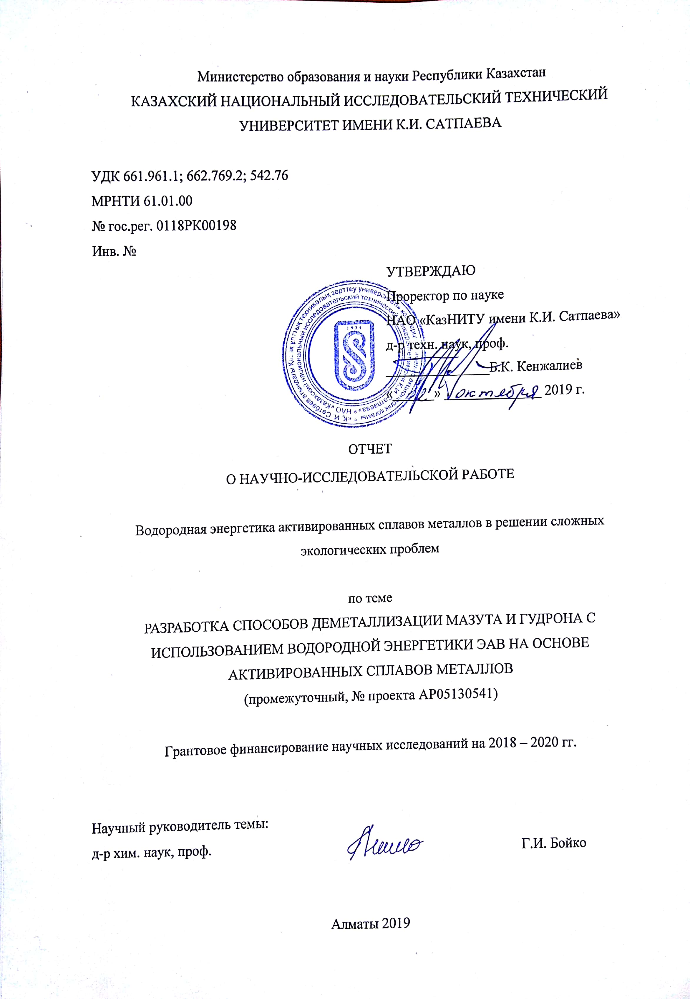 Министерство образования и науки Республики Казахстан
КАЗАХСКИЙ НАЦИОНАЛЬНЫЙ ИССЛЕДОВАТЕЛЬСКИЙ ТЕХНИЧЕСКИЙ
УНИВЕРСИТЕТ ИМЕНИ К.И. САТПАЕВА
УДК 661.961.1; 662.769.2; 542.76
МРНТИ 61.01.00
№ гос.рег. 0118РК00198
Инв. №
УТВЕРЖДАЮ
Проректор по науке
НАО «КазНИТУ имени К.И. Сатпаева»
д-р техн. наук, проф.
Б.К. Кенжалиев
« » октября 2019 г.
1934
ОТЧЕТ
О НАУЧНО-ИССЛЕДОВАТЕЛЬСКОЙ РАБОТЕ
Водородная энергетика активированных сплавов металлов в решении сложных
экологических проблем
по теме
РАЗРАБОТКА СПОСОБОВ ДЕМЕТАЛЛИЗАЦИИ МАЗУТА И ГУДРОНА С
ИСПОЛЬЗОВАНИЕМ ВОДОРОДНОЙ ЭНЕРГЕТИКИ ЭАВ НА ОСНОВЕ
АКТИВИРОВАННЫХ СПЛАВОВ МЕТАЛЛОВ
(промежуточный, № проекта АР05130541)
Грантовое финансирование научных исследований на 2018 – 2020 гг.
Научный руководитель темы:
д-р хим. наук, проф.
Г.И. Бойко
Алматы 2019